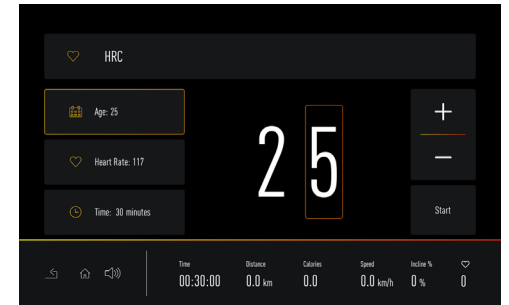 HRC
Age: 25
Heart Rate: 117
Time: 30 minutes
25
+
−
Start
Time
00:30:00
Distance
0.0 km
Calories
0.0
Speed
0.0 km/h
Incline %
0 %
0